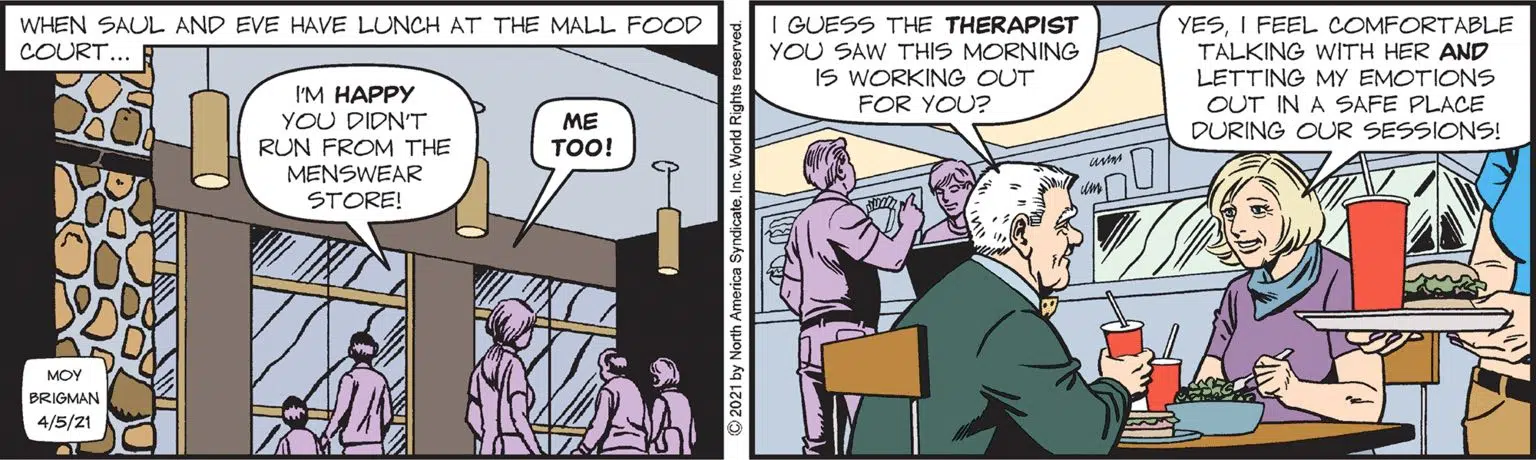 WHEN SAUL AND EVE HAVE LUNCH AT THE MALL FOOD
COURT...
I'M HAPPY
YOU DIDN'T
RUN FROM THE
MENSWEAR
STORE!
ME
TOO!
MOY
BRIGMAN
4/5/21
© 2021 by North America Syndicate, Inc. World Rights reserved.
I GUESS THE THERAPIST
YOU SAW THIS MORNING
IS WORKING OUT
FOR YOU?
YES, I FEEL COMFORTABLE
TALKING WITH HER AND
LETTING MY EMOTIONS
OUT IN A SAFE PLACE
DURING OUR SESSIONS!